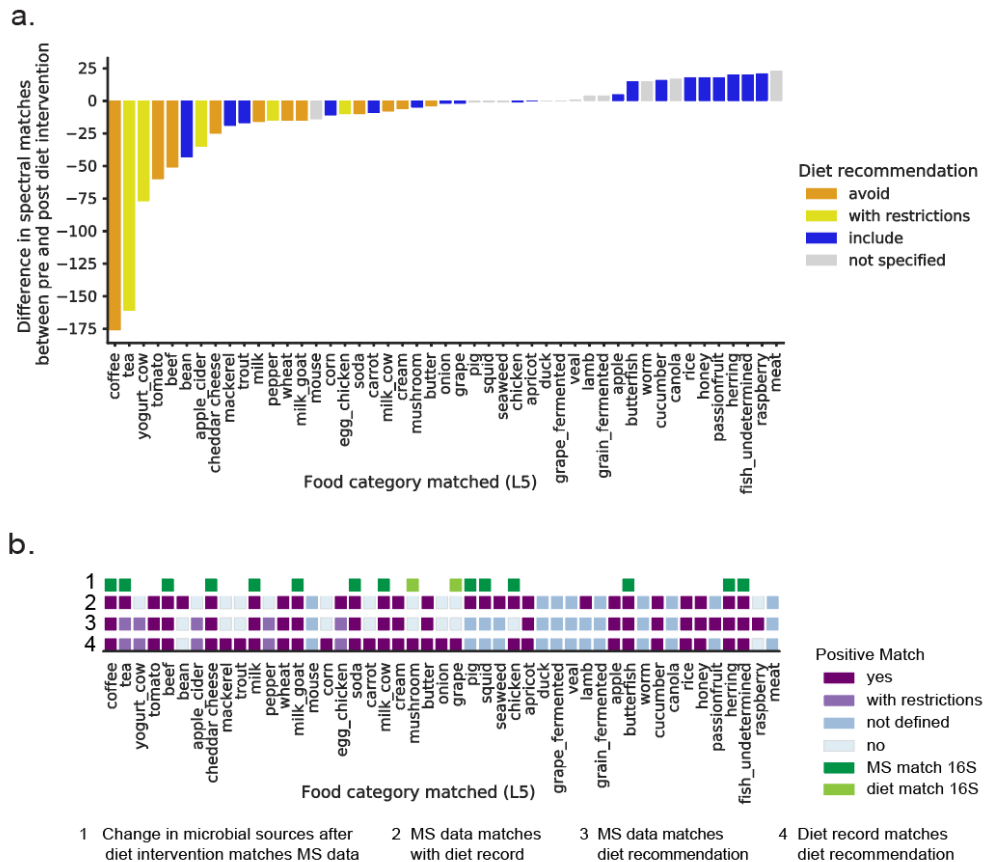 a.
25
0
−25
−50
−75
−100
−125
−150
−175
Difference in spectral matches
between pre and post diet intervention
Diet recommendation
avoid
with restrictions
include
not specified
coffee
tea
yogurt_cow
tomato
beef
bean
apple_cider
cheddar cheese
mackerel
trout
milk
pepper
wheat
milk_goat
mouse
corn
egg_chicken
soda
carrot
milk_cow
cream
mushroom
butter
onion
grape
pig
squid
seaweed
chicken
apricot
duck
grape_fermented
veal
lamb
grain_fermented
apple
butterfish
worm
cucumber
canola
rice
honey
passionfruit
herring
fish_undetermined
raspberry
meat
Food category matched (L5)
b.
1
2
3
4
coffee
tea
yogurt_cow
tomato
beef
bean
apple_cider
cheddar_cheese
mackerel
trout
milk
pepper
wheat
milk_goat
mouse
corn
egg_chicken
soda
carrot
milk_cow
cream
mushroom
butter
onion
grape
pig
squid
seaweed
chicken
apricot
duck
grape_fermented
veal
lamb
grain_fermented
apple
butterfish
worm
cucumber
canola
rice
honey
passionfruit
herring
fish_undetermined
raspberry
meat
Food category matched (L5)
Positive Match
yes
with restrictions
not defined
no
MS match 16S
diet match 16S
1 Change in microbial sources after
diet intervention matches MS data
2 MS data matches
with diet record
3 MS data matches
diet recommendation
4 Diet record matches
diet recommendation